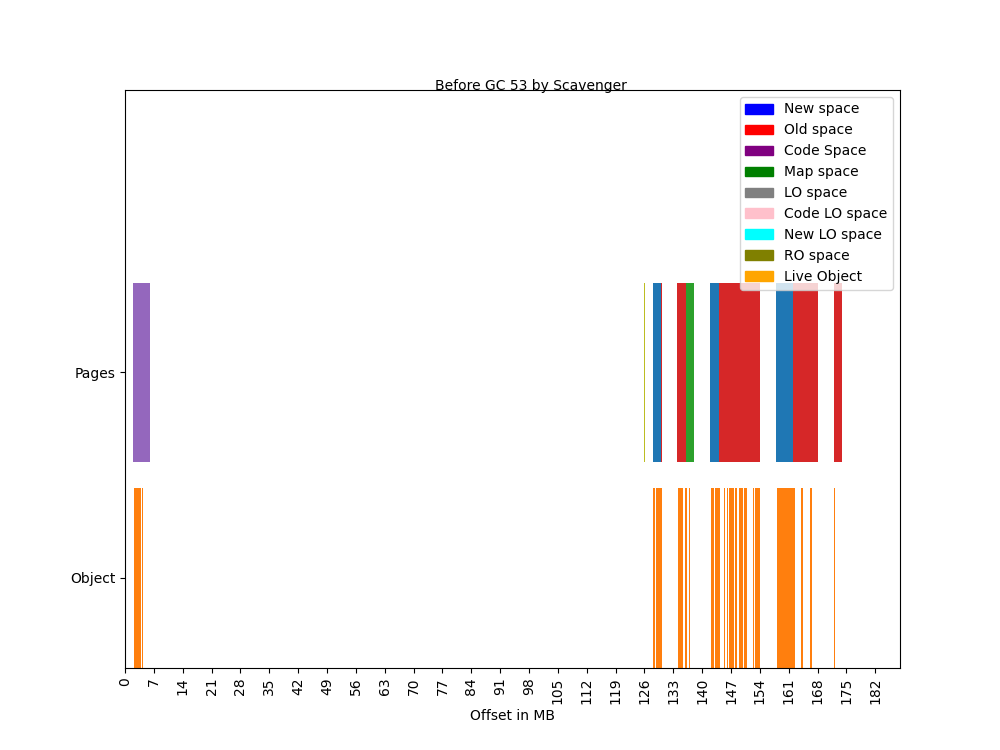 Before GC 53 by Scavenger
New space
Old space
Code Space
Map space
LO space
Code LO space
New LO space
RO space
Live Object
Pages
Object
0 7 14 21 28 35 42 49 56 63 70 77 84 91 98 105 112 119 126 133 140 147 154 161 168 175 182
Offset in MB